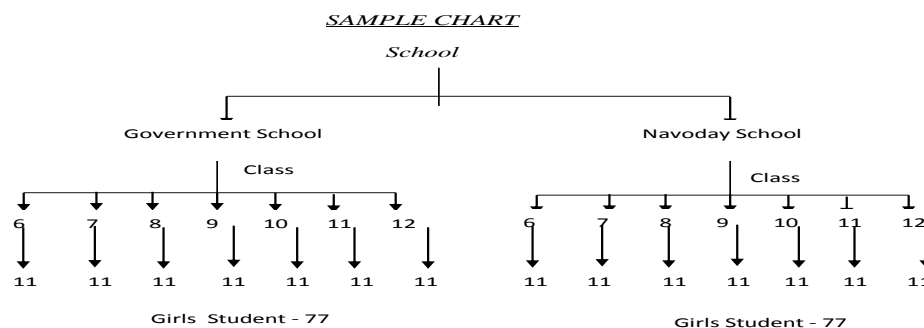 SAMPLE CHART
School
Government School Navoday School
Class Class
6 7 8 9 10 11 12 6 7 8 9 10 11 12
11 11 11 11 11 11 11 11 11 11 11 11 11 11
Girls Student - 77 Girls Student - 77